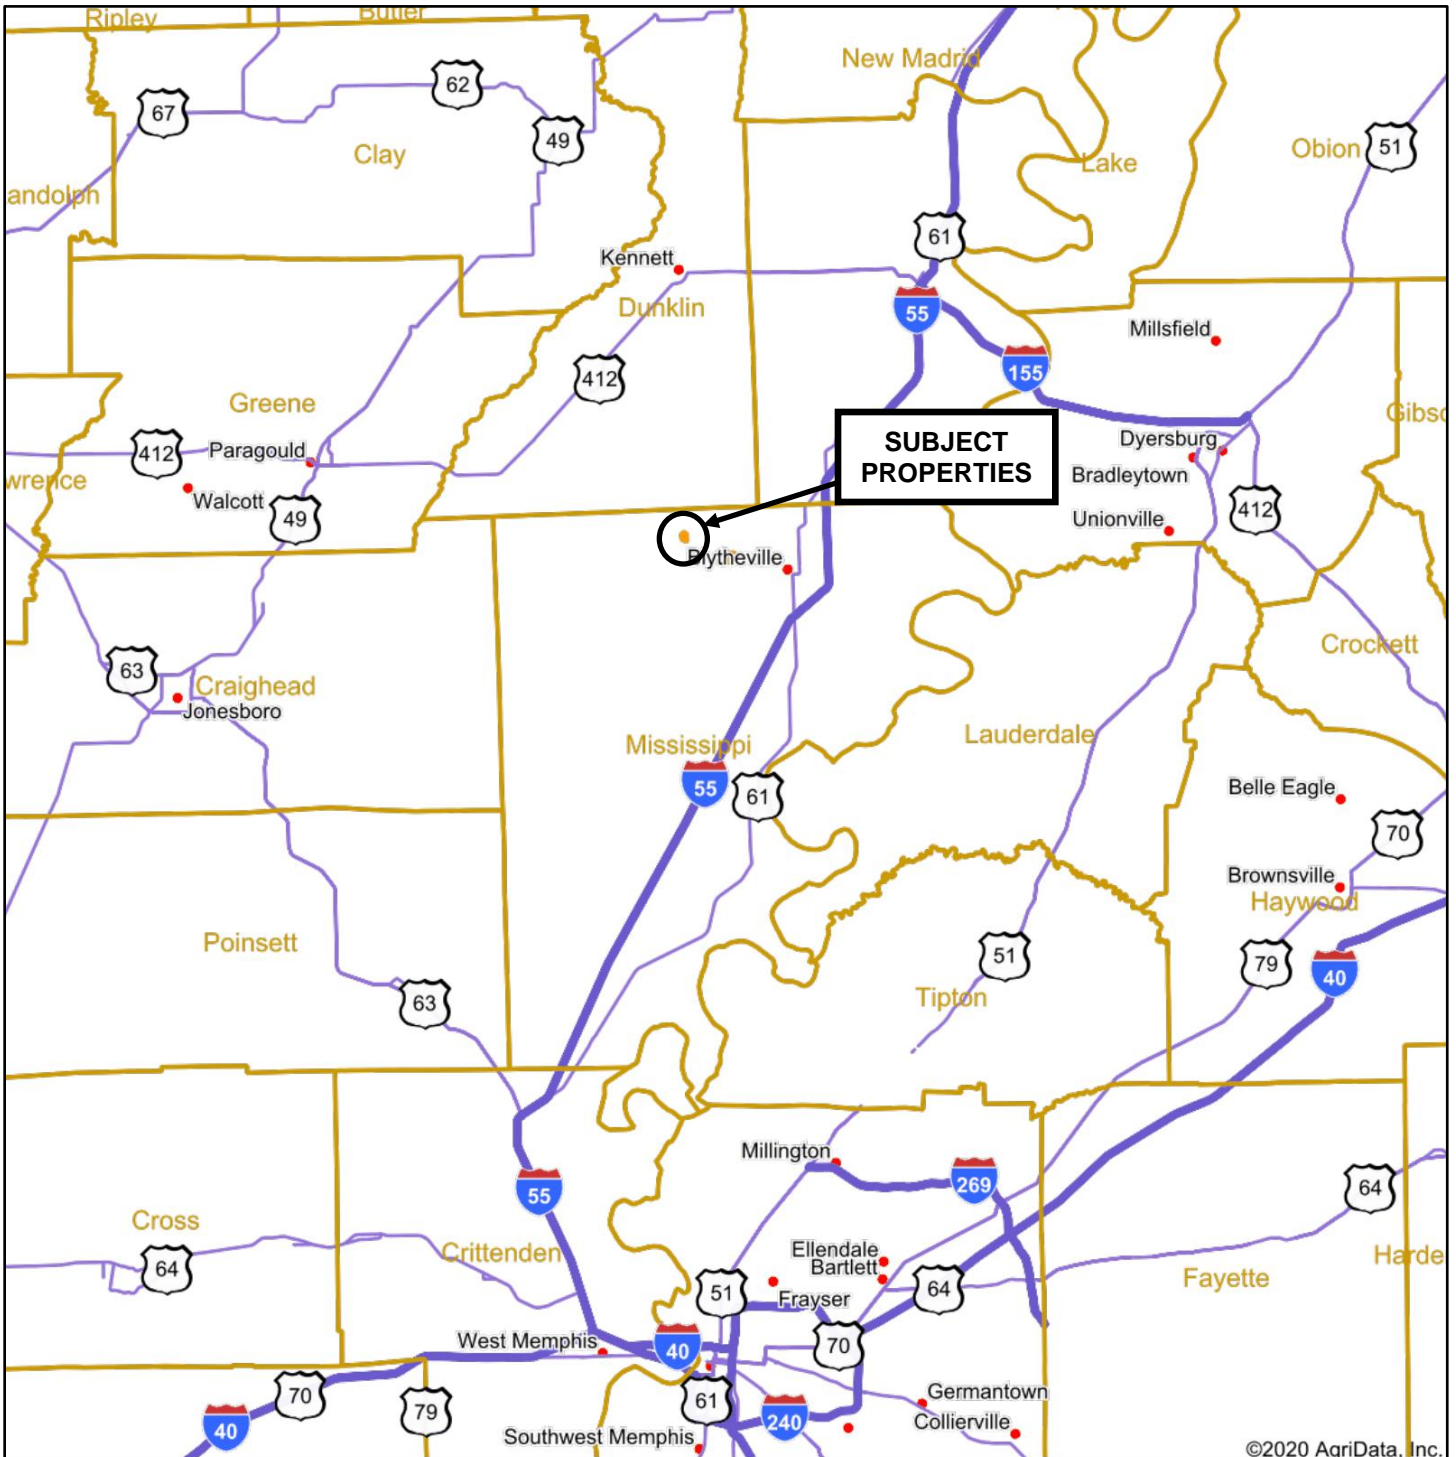 Ripley
Butler
New Madrid
62
67
49
Clay
Obion
51
Lake
andolph
61
Kennett
Dunklin
55
Millsfield
155
412
Greene
Gibso
SUBJECT
PROPERTIES
Dyersburg
412
Paragould
Bradleytown
wrence
Walcott
49
412
Unionville
Blytheville
Crockett
63
Craighead
Jonesboro
Lauderdale
Mississippi
55
61
Belle Eagle
70
Brownsville
Haywood
Poinsett
51
79
40
63
Tipton
Millington
269
64
55
Cross
Crittenden
Ellendale
Bartlett
Harde
64
Fayette
51
Frayser
64
West Memphis
40
70
70
61
Germantown
79
240
Collierville
40
Southwest Memphis
©2020 AgriData, Inc.